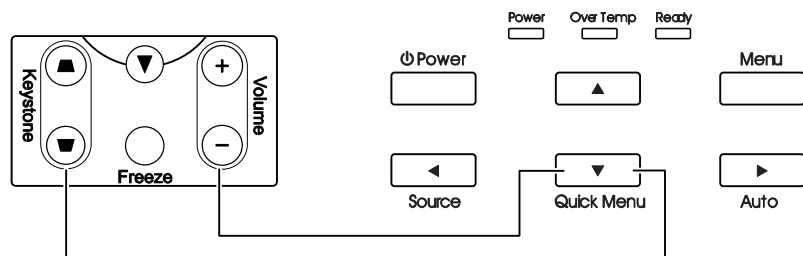 Power Over Temp Ready
Power
Menu
Keystone
Volume
Freeze
Source
Quick Menu
Auto